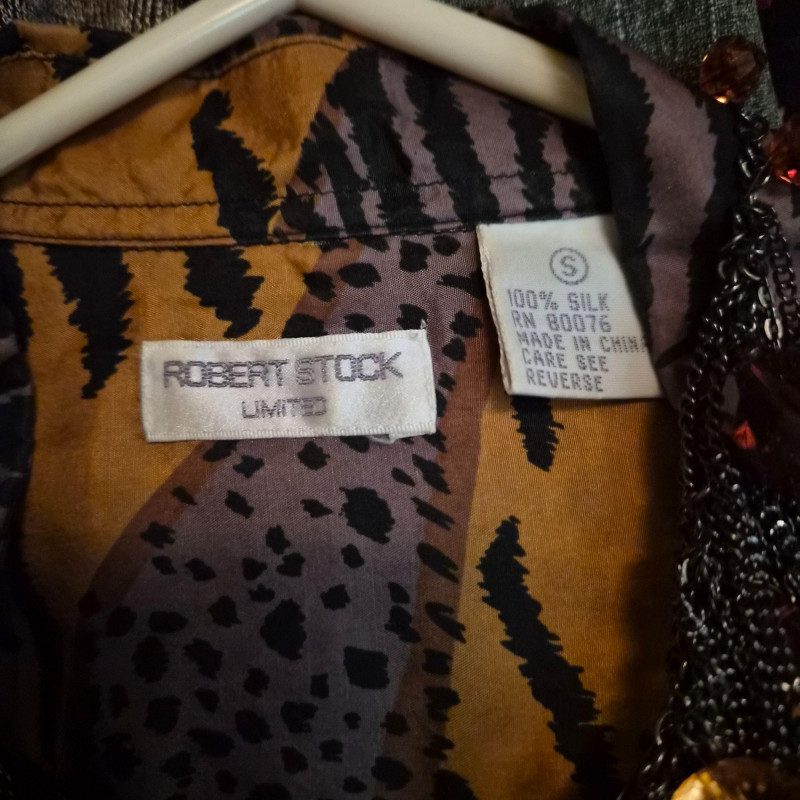 ROBERT STOCK
LIMITED
S
100% SILK
RN 80076
MADE IN CHINA
CARE SEE
REVERSE